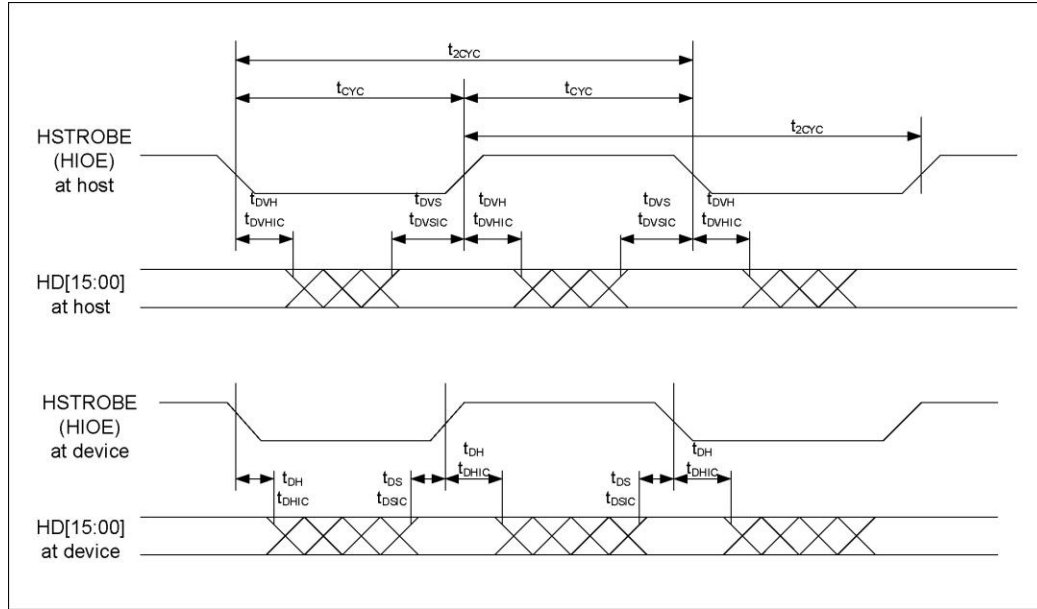 t2CYC
tCYC tCYC
t2CYC
HSTROBE
(HIOE)
at host
tDVH tDVS tDVH tDVS tDVH
tDVHIC tDVSIC tDVHIC tDVSIC tDVHIC
HD[15:00]
at host
HSTROBE
(HIOE)
at device
tDH tDH
tDH tDS tDHIC tDS tDHIC
tDHIC tDSIC tDSIC
HD[15:00]
at device